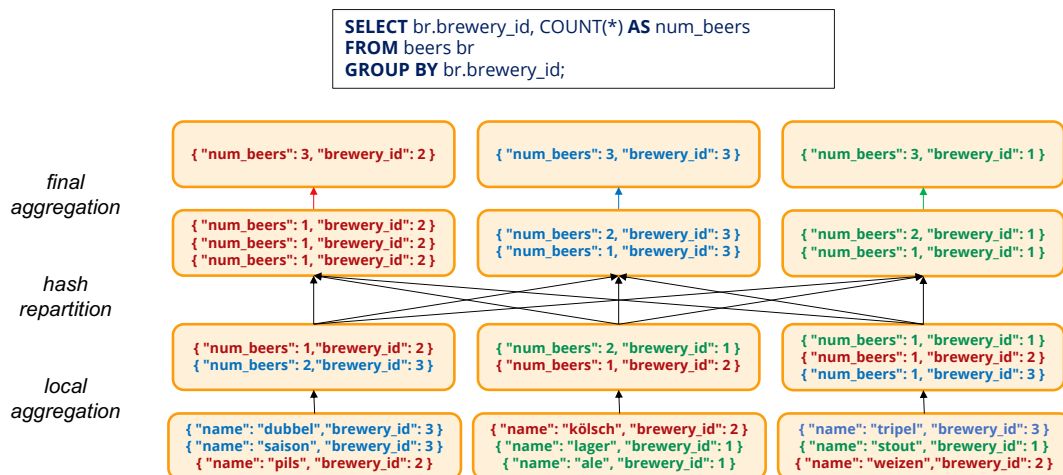 SELECT br.brewery_id, COUNT(*) AS num_beers
FROM beers br
GROUP BY br.brewery_id;
{ "num_beers": 3, "brewery_id": 2 }
{ "num_beers": 3, "brewery_id": 3 }
{ "num_beers": 3, "brewery_id": 1 }
final
aggregation
{ "num_beers": 1, "brewery_id": 2 }
{ "num_beers": 1, "brewery_id": 2 }
{ "num_beers": 1, "brewery_id": 2 }
{ "num_beers": 2, "brewery_id": 3 }
{ "num_beers": 1, "brewery_id": 3 }
{ "num_beers": 2, "brewery_id": 1 }
{ "num_beers": 1, "brewery_id": 1 }
hash
repartition
{ "num_beers": 1,"brewery_id": 2 }
{ "num_beers": 2,"brewery_id": 3 }
{ "num_beers": 2, "brewery_id": 1 }
{ "num_beers": 1, "brewery_id": 2 }
{ "num_beers": 1, "brewery_id": 1 }
{ "num_beers": 1, "brewery_id": 2 }
{ "num_beers": 1, "brewery_id": 3 }
local
aggregation
{ "name": "dubbel","brewery_id": 3 }
{ "name": "saison", "brewery_id": 3 }
{ "name": "pils", "brewery_id": 2 }
{ "name": "kölsch", "brewery_id": 2 }
{ "name": "lager", "brewery_id": 1 }
{ "name": "ale", "brewery_id": 1 }
{ "name": "tripel", "brewery_id": 3 }
{ "name": "stout", "brewery_id": 1 }
{ "name": "weizen","brewery_id": 2 }